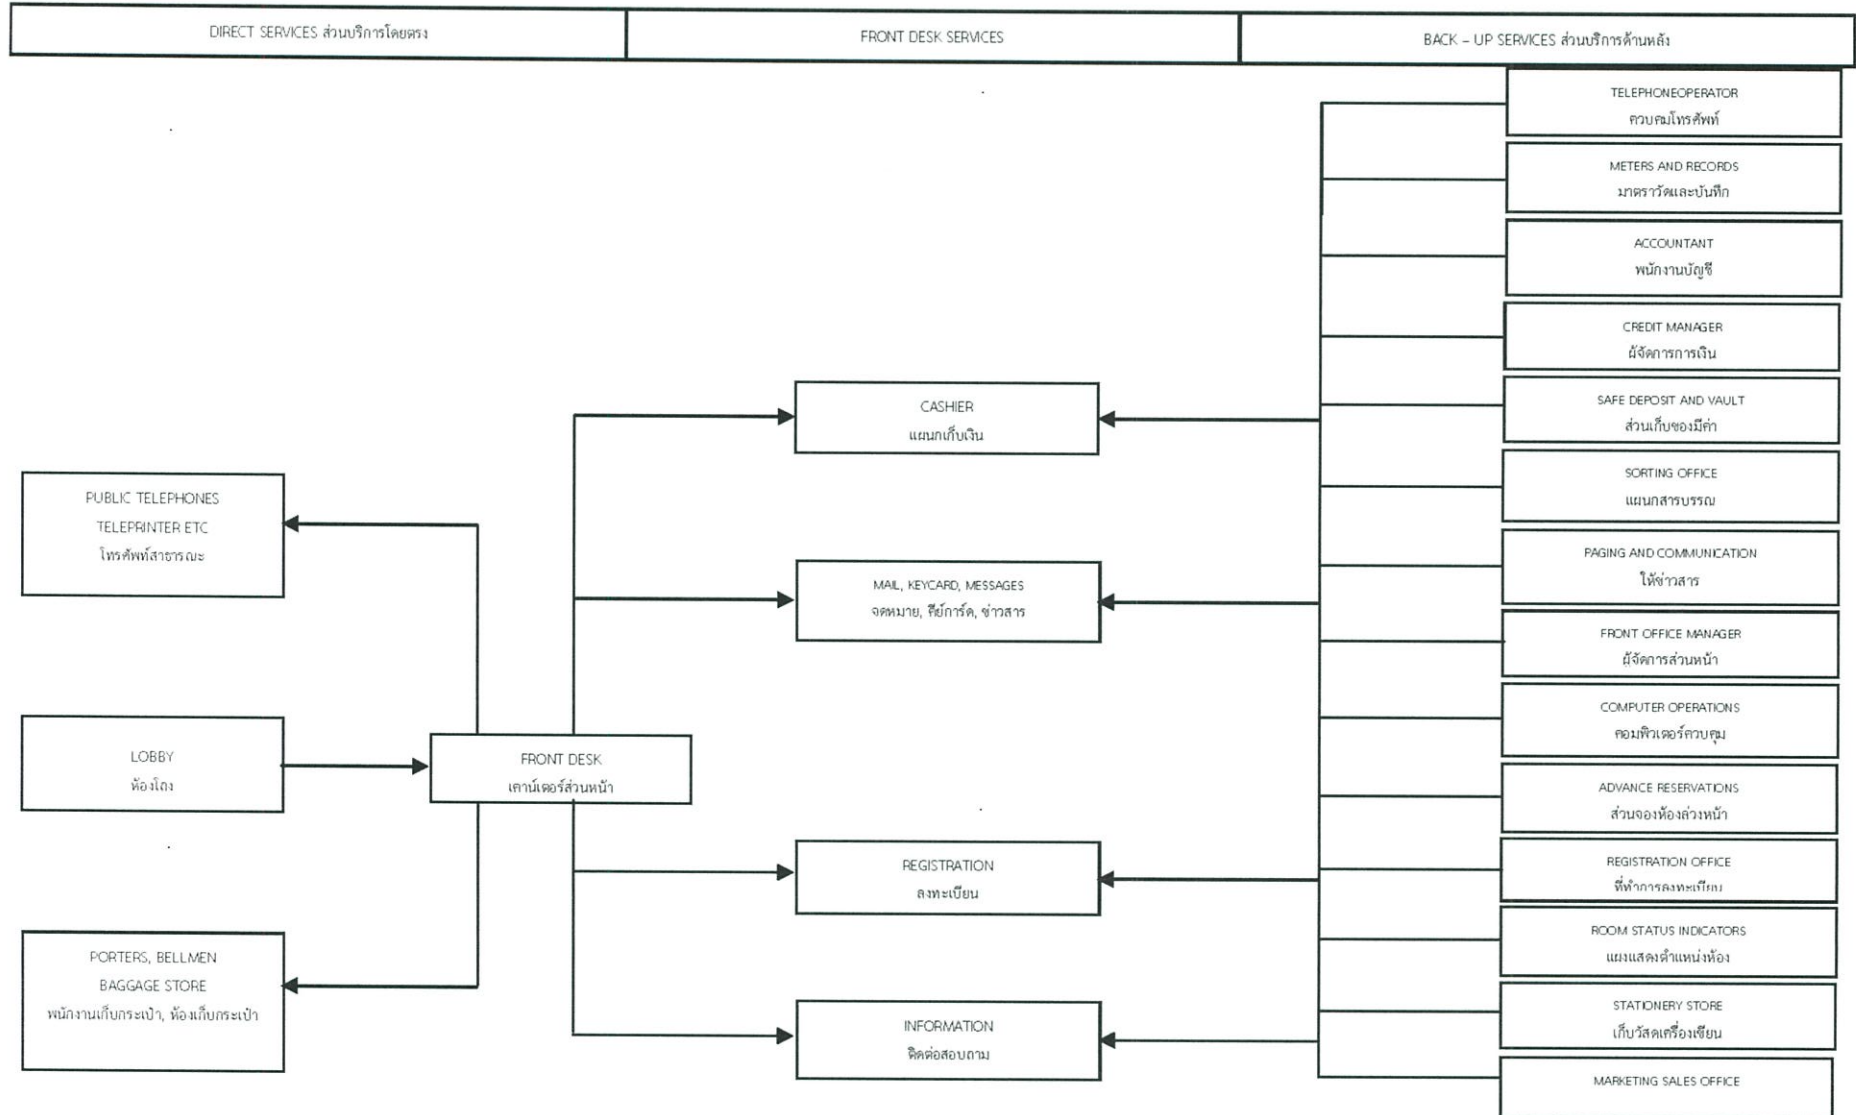 DIRECT SERVICES ส่วนบริการโดยตรง
FRONT DESK SERVICES
BACK – UP SERVICES ส่วนบริการด้านหลัง
TELEPHONEOPERATOR
ควบคมโทรศัพท์
METERS AND RECORDS
มาตราวัดและบันทึก
ACCOUNTANT
พนักงานบัญชี
CREDIT MANAGER
ผู้จัดการการเงิน
CASHIER
แผนกเก็บเงิน
SAFE DEPOSIT AND VAULT
ส่วนเก็บของมีค่า
SORTING OFFICE
แผนกสารบรรณ
PUBLIC TELEPHONES
TELEPRINTER ETC
โทรศัพท์สาธารณะ
MAIL, KEYCARD, MESSAGES
จดหมาย, คีย์การ์ด, ข่าวสาร
PAGING AND COMMUNICATION
ให้ข่าวสาร
FRONT OFFICE MANAGER
ผู้จัดการส่วนหน้า
COMPUTER OPERATIONS
คอมพิวเตอร์ควบคุม
LOBBY
ห้องโถง
FRONT DESK
เคาน์เตอร์ส่วนหน้า
ADVANCE RESERVATIONS
ส่วนจองห้องล่วงหน้า
REGISTRATION
ลงทะเบียน
REGISTRATION OFFICE
ที่ทำการลงทะเบียน
ROOM STATUS INDICATORS
แผงแสดงตำแหน่งห้อง
PORTERS, BELLMEN
BAGGAGE STORE
พนักงานเก็บกระเป๋า, ห้องเก็บกระเป๋า
INFORMATION
ติดต่อสอบถาม
STATIONERY STORE
เก็บวัสดเครื่องเขียน
MARKETING SALES OFFICE